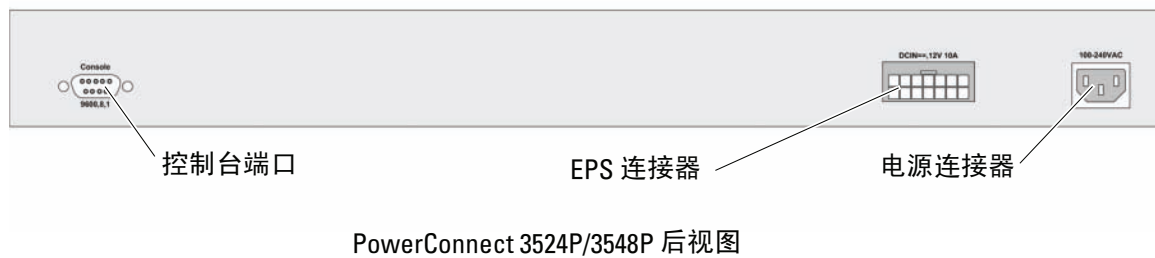 Console
9600,8,1
DCIN==,12V 10A
100-240VAC
控制台端口
EPS 连接器
电源连接器
PowerConnect 3524P/3548P 后视图